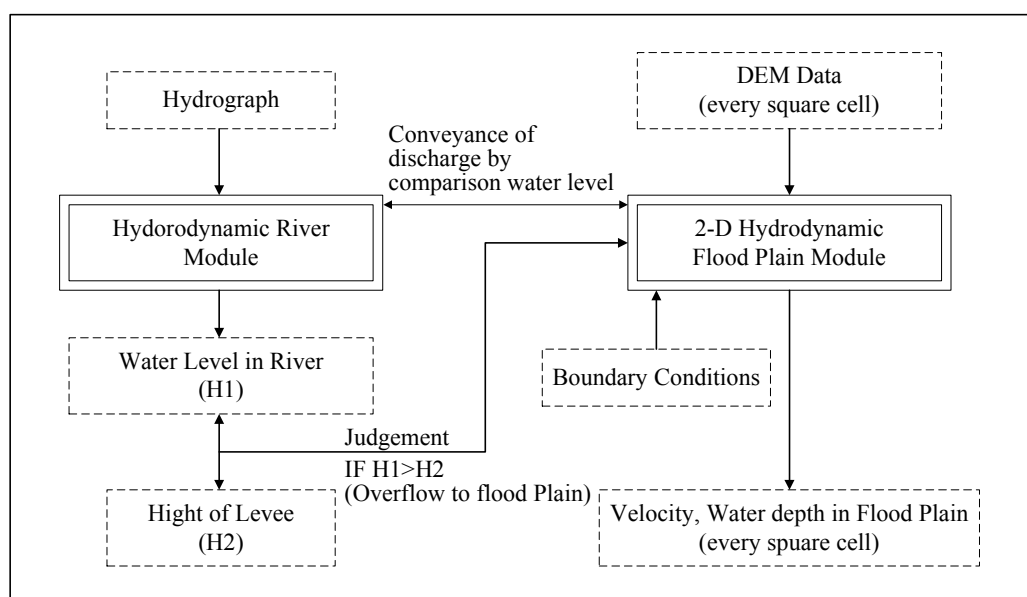 Hydrograph
DEM Data
(every square cell)
Conveyance of
discharge by
comparison water level
Hydorodynamic River
Module
2-D Hydrodynamic
Flood Plain Module
Water Level in River
(H1)
Boundary Conditions
Judgement
IF H1>H2
(Overflow to flood Plain)
Hight of Levee
(H2)
Velocity, Water depth in Flood Plain
(every spuare cell)